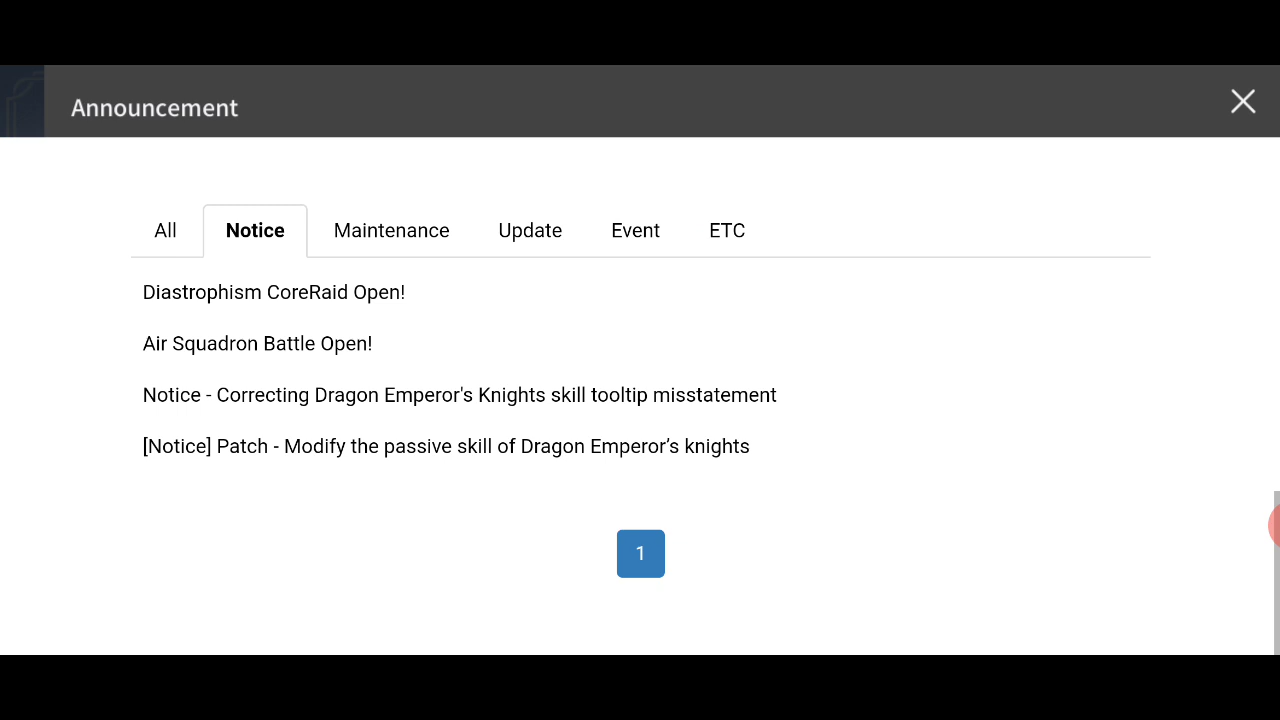 Announcement
All Notice Maintenance Update Event ETC
Diastrophism CoreRaid Open!
Air Squadron Battle Open!
Notice - Correcting Dragon Emperor's Knights skill tooltip misstatement
[Notice] Patch - Modify the passive skill of Dragon Emperor’s knights
1